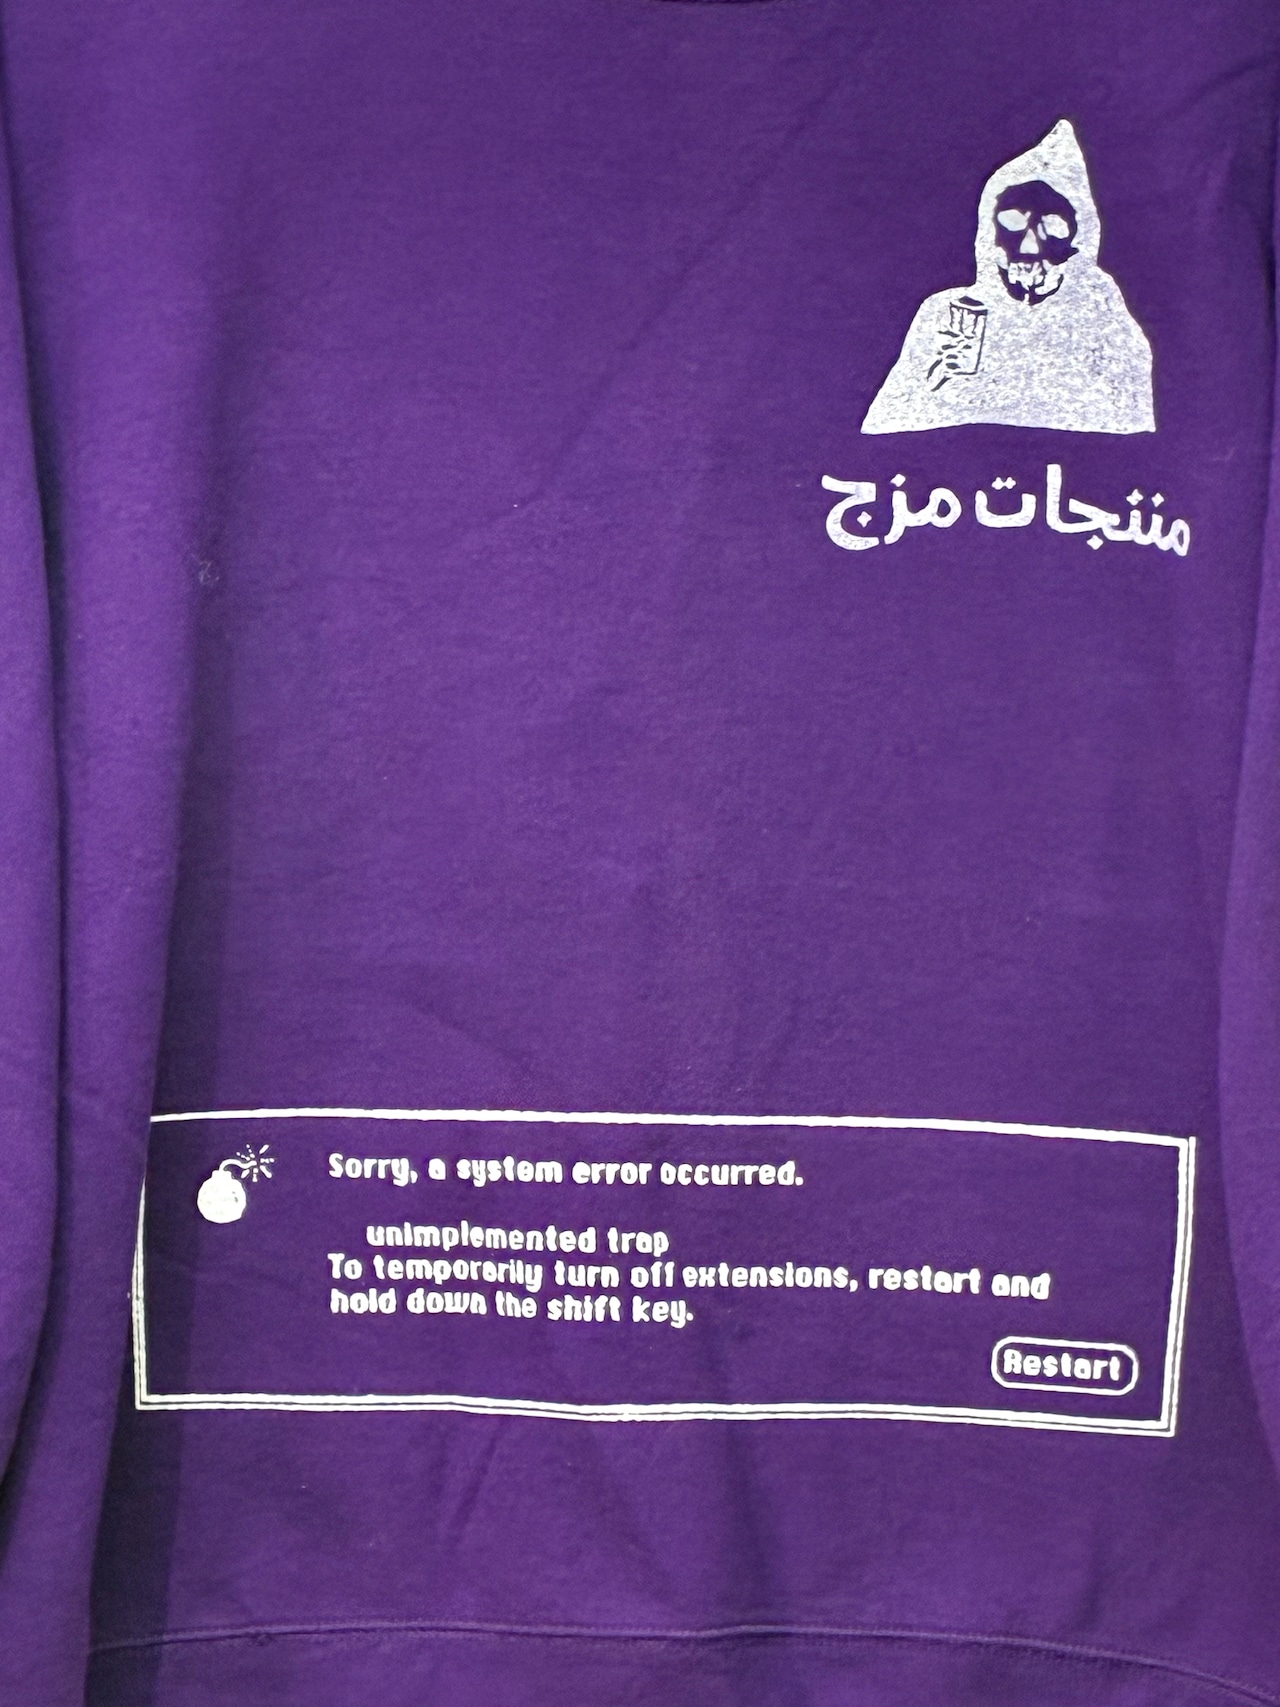 منتجات مزج
Sorry, a system error occurred.
unimplemented trap
To temporarily turn off extensions, restart and
hold down the shift key.
Restart